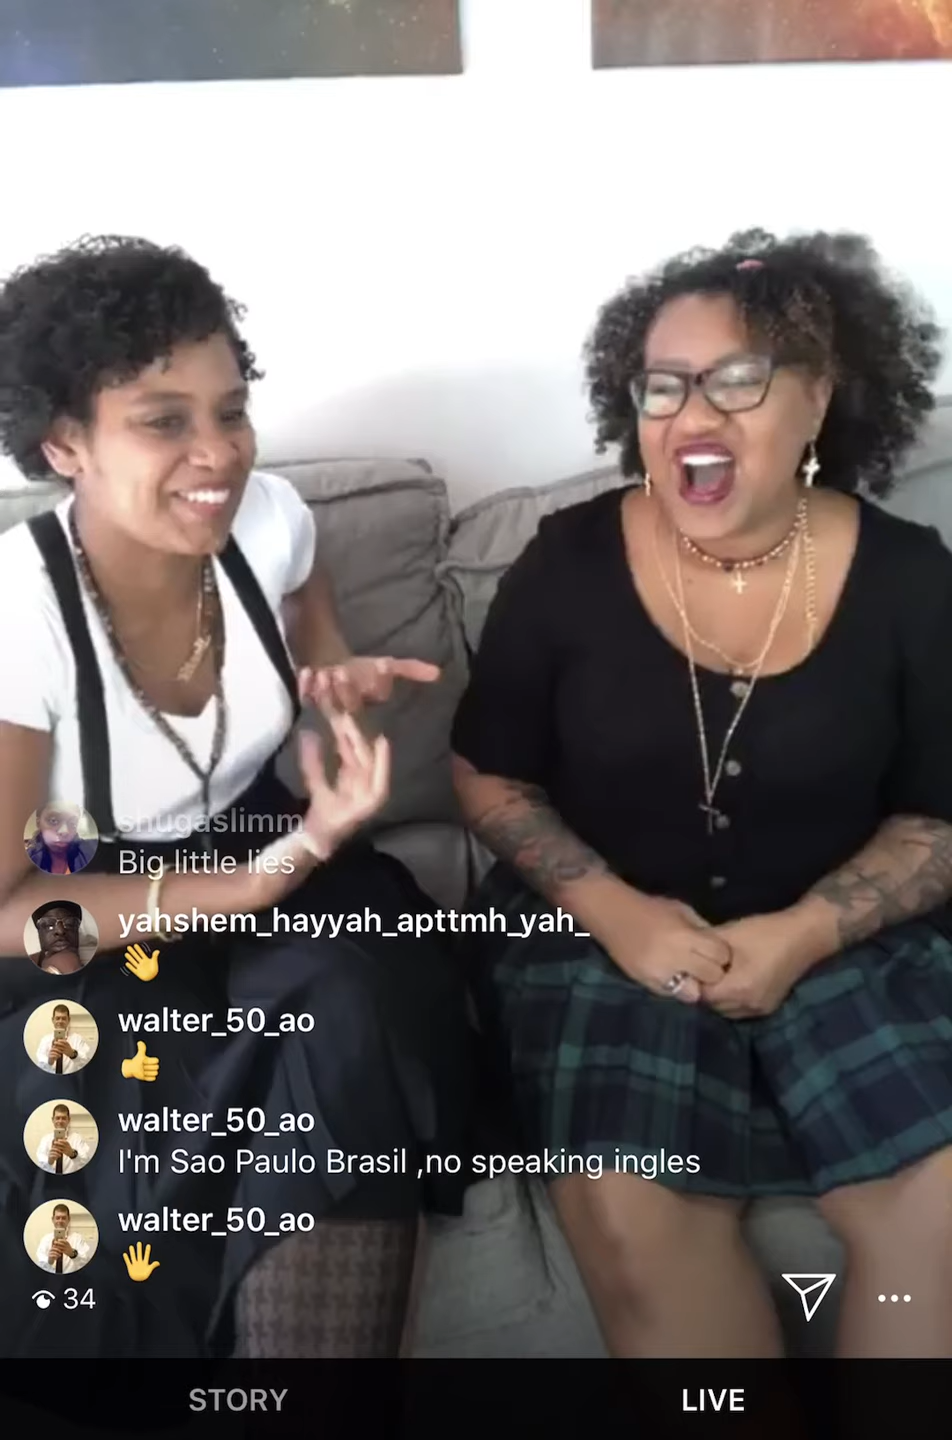 shugaslimm
Big little lies
yahshem_hayyah_apttmh_yah_
👋
walter_50_ao
👍
walter_50_ao
I'm Sao Paulo Brasil ,no speaking ingles
walter_50_ao
🖐
34
STORY
LIVE